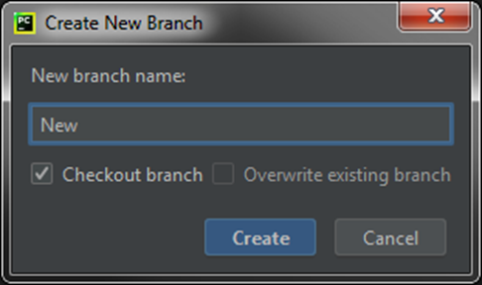 PC Create New Branch
New branch name:
New
Checkout branch Overwrite existing branch
Create Cancel